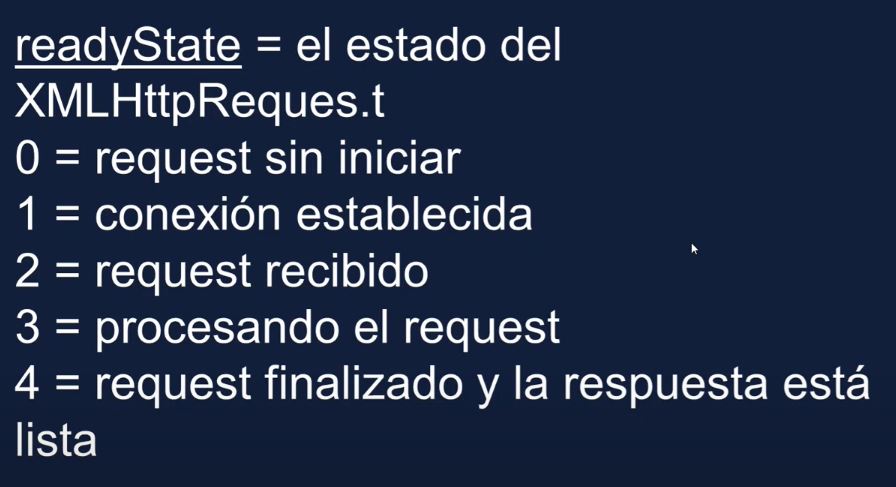 readyState = el estado del
XMLHttpReques.t
0 = request sin iniciar
1 = conexión establecida
2 = request recibido
3 = procesando el request
4 = request finalizado y la respuesta está
lista